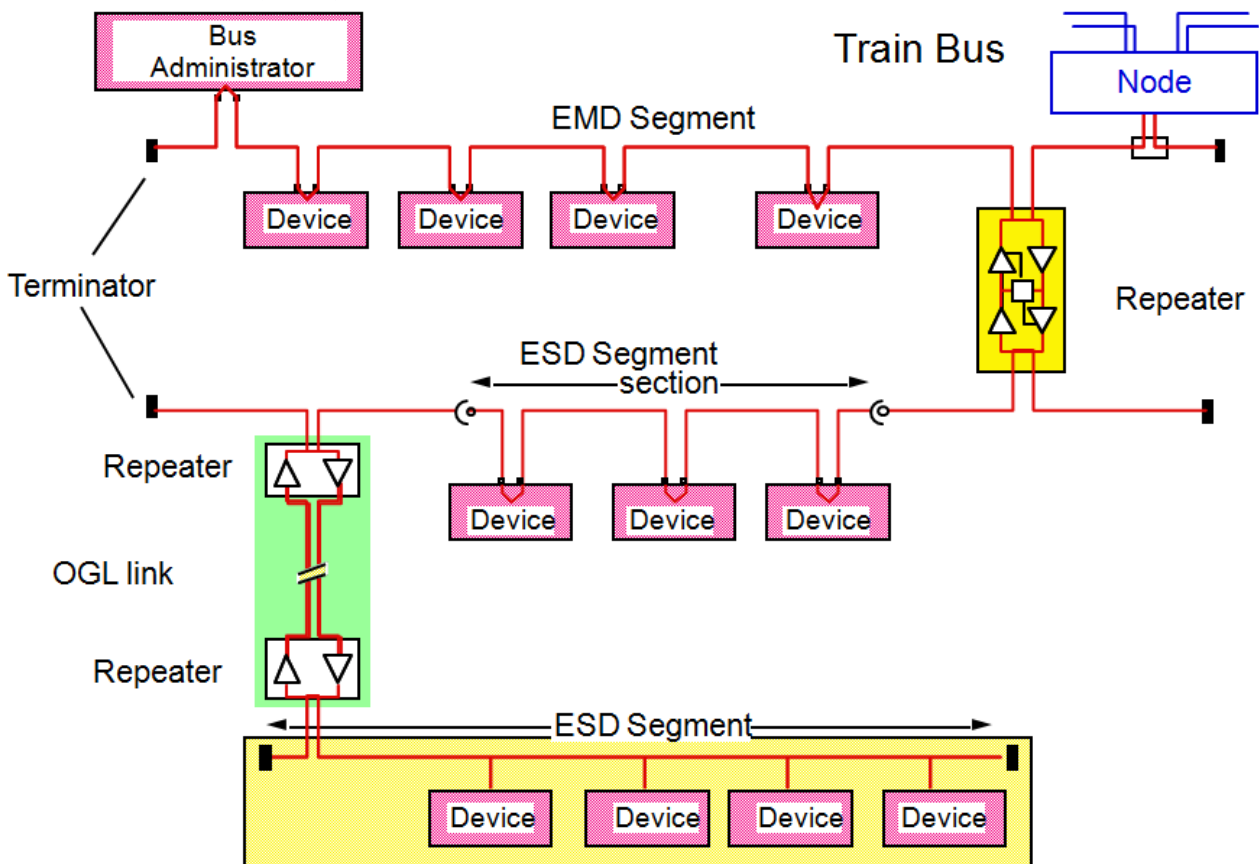 Bus
Administrator
Train Bus
Node
EMD Segment
Device
Device
Device
Device
Terminator
Repeater
ESD Segment
section
Repeater
Device
Device
Device
OGL link
Repeater
ESD Segment
Device
Device
Device
Device